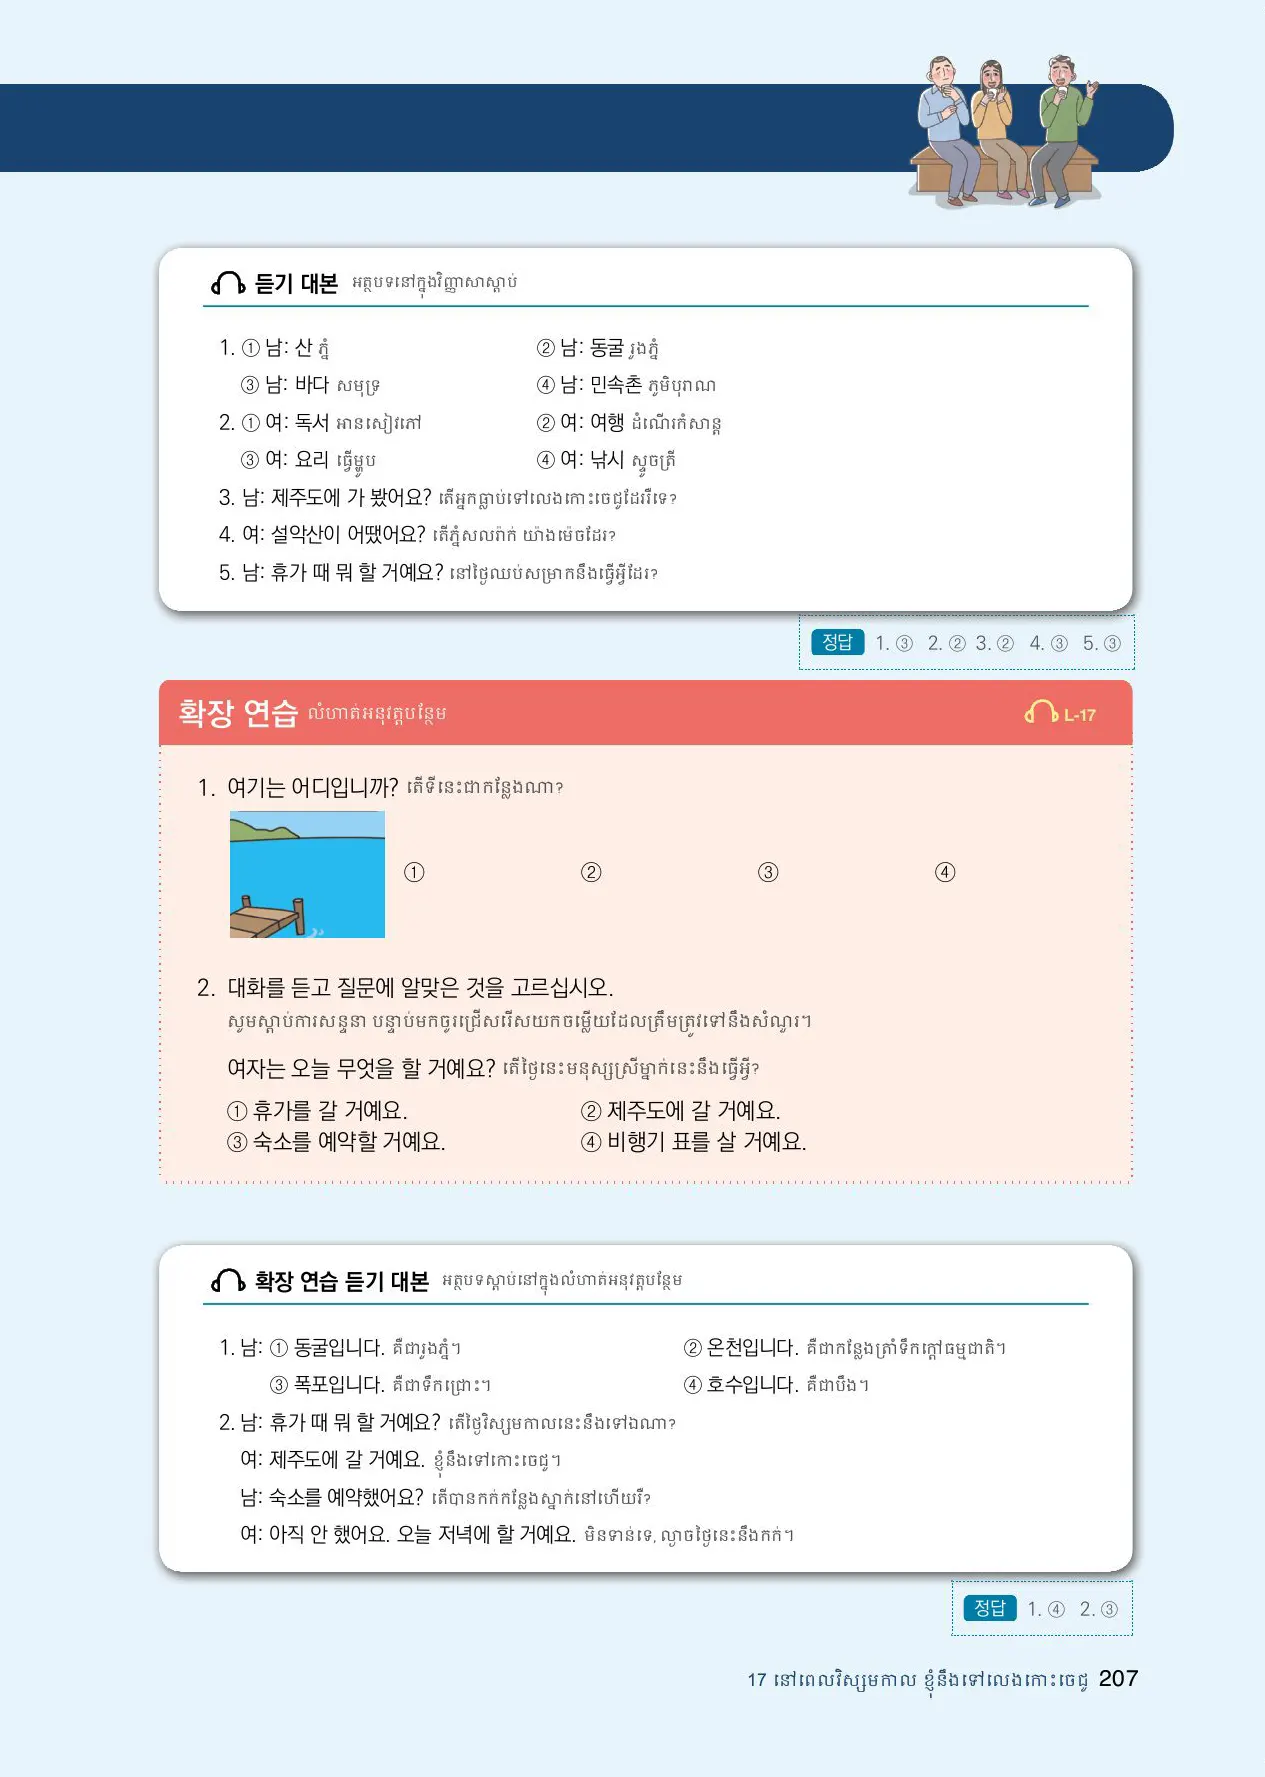 듣기 대본 អត្ថបទនៅក្នុងវិញ្ញាសាស្តាប់
1. ① 남: 산 ភ្នំ ② 남: 동굴 រូងភ្នំ
③ 남: 바다 សមុទ្រ ④ 남: 민속촌 ភូមិបុរាណ
2. ① 여: 독서 អានសៀវភៅ ② 여: 여행 ដំណើរកំសាន្ត
③ 여: 요리 ធ្វើម្ហូប ④ 여: 낚시 ស្ទូចត្រី
3. 남: 제주도에 가 봤어요? តើអ្នកធ្លាប់ទៅលេងកោះចេជូដែរឺទេ?
4. 여: 설악산이 어땠어요? តើភ្នំសលរ៉ាក់ យ៉ាងម៉េចដែរ?
5. 남: 휴가 때 뭐 할 거예요? នៅថ្ងៃឈប់សម្រាកនឹងធ្វើអ្វីដែរ?
정답 1. ③ 2. ② 3. ② 4. ③ 5. ③
확장 연습 លំហាត់អនុវត្តបន្ថែម L-17
1. 여기는 어디입니까? តើទីនេះជាកន្លែងណា?
① ② ③ ④
2. 대화를 듣고 질문에 알맞은 것을 고르십시오.
សូមស្តាប់ការសន្ទនា បន្ទាប់មកចូរជ្រើសរើសយកចម្លើយដែលត្រឹមត្រូវទៅនឹងសំណួរ។
여자는 오늘 무엇을 할 거예요? តើថ្ងៃនេះមនុស្សស្រីម្នាក់នេះនឹងធ្វើអ្វី?
① 휴가를 갈 거예요. ② 제주도에 갈 거예요.
③ 숙소를 예약할 거예요. ④ 비행기 표를 살 거예요.
확장 연습 듣기 대본 អត្ថបទស្តាប់នៅក្នុងលំហាត់អនុវត្តបន្ថែម
1. 남: ① 동굴입니다. គឺជារូងភ្នំ។ ② 온천입니다. គឺជាកន្លែងត្រាំទឹកក្តៅធម្មជាតិ។
③ 폭포입니다. គឺជាទឹកជ្រោះ។ ④ 호수입니다. គឺជាបឹង។
2. 남: 휴가 때 뭐 할 거예요? តើថ្ងៃវិស្សមកាលនេះនឹងទៅឯណា?
여: 제주도에 갈 거예요. ខ្ញុំនឹងទៅកោះចេជូ។
남: 숙소를 예약했어요? តើបានកក់កន្លែងស្នាក់នៅហើយរឺ?
여: 아직 안 했어요. 오늘 저녁에 할 거예요. មិនទាន់ទេ, ល្ងាចថ្ងៃនេះនឹងកក់។
정답 1. ④ 2. ③
17 នៅពេលវិស្សមកាល ខ្ញុំនឹងទៅលេងកោះចេជូ 207